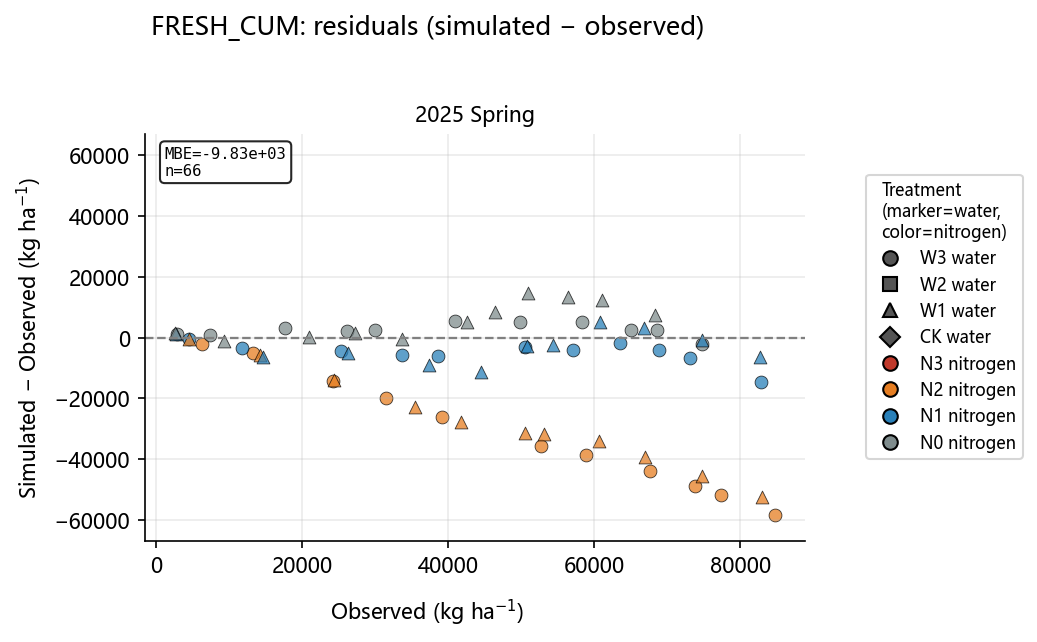 FRESH_CUM: residuals (simulated − observed)
2025 Spring
MBE=-9.83e+03
n=66
60000
40000
20000
0
−20000
−40000
−60000
Simulated − Observed (kg ha⁻¹)
0 20000 40000 60000 80000
Observed (kg ha⁻¹)
Treatment
(marker=water,
color=nitrogen)
W3 water
W2 water
W1 water
CK water
N3 nitrogen
N2 nitrogen
N1 nitrogen
N0 nitrogen